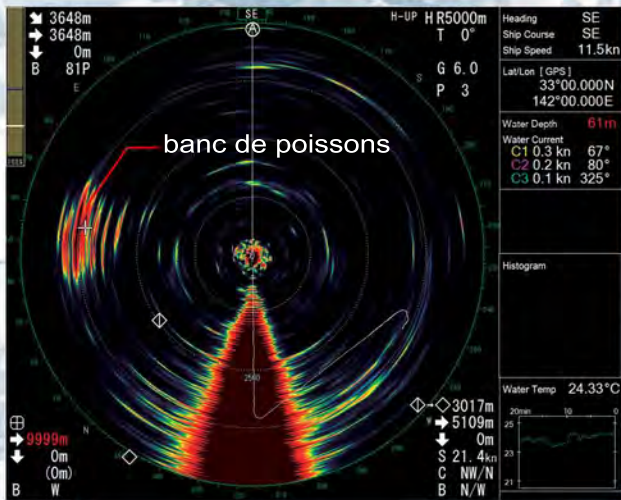 ↘ 3648m
→ 3648m
↓ 0m
B 81P
SE
A
H-UP H R5000m
T 0°
G 6.0
P 3
E
S
banc de poissons
2500
N
W
→ 9999m
↓ 0m
(0m)
B W
→◇3017m
→ 5109m
↓ 0m
S 21.4kn
C NW/N
B N/W
Heading SE
Ship Course SE
Ship Speed 11.5kn
Lat/Lon [GPS]
33°00.000N
142°00.000E
Water Depth 61m
Water Current
C1 0.3 kn 67°
C2 0.2 kn 80°
C3 0.1 kn 325°
Histogram
Water Temp 24.33°C
20min 10 0
25
23
21